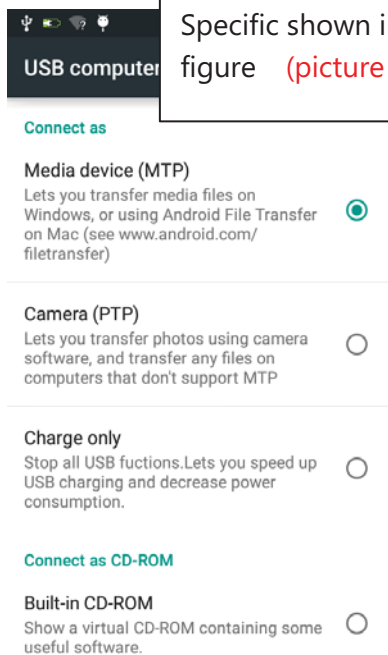 Specific shown i
figure (picture
USB computer
Connect as
Media device (MTP)
Lets you transfer media files on
Windows, or using Android File Transfer
on Mac (see www.android.com/
filetransfer)
Camera (PTP)
Lets you transfer photos using camera
software, and transfer any files on
computers that don't support MTP
Charge only
Stop all USB fuctions.Lets you speed up
USB charging and decrease power
consumption.
Connect as CD-ROM
Built-in CD-ROM
Show a virtual CD-ROM containing some
useful software.